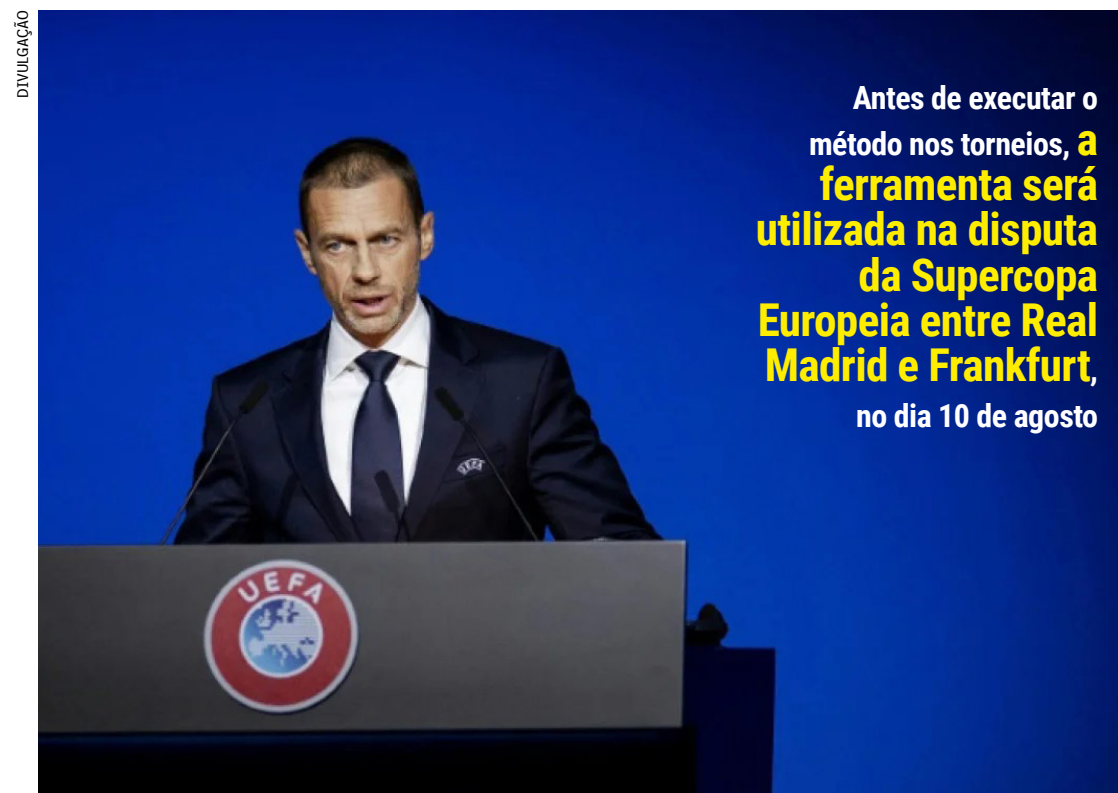 DIVULGAÇÃO
Antes de executar o
método nos torneios, a
ferramenta será
utilizada na disputa
da Supercopa
Europeia entre Real
Madrid e Frankfurt,
no dia 10 de agosto
UEFA
UEFA